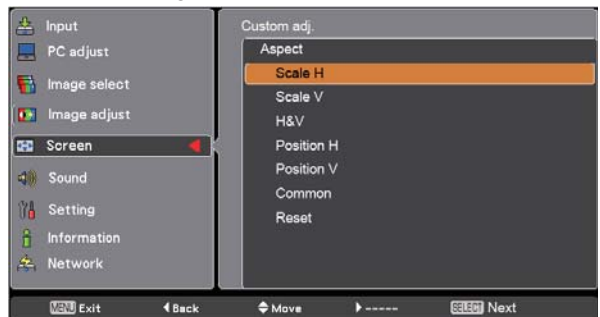 Input
PC adjust
Image select
Image adjust
Screen
Sound
Setting
Information
Network
Custom adj.
Aspect
Scale H
Scale V
H&V
Position H
Position V
Common
Reset
MENU Exit ◀Back ◆Move ▶----- SELECT Next